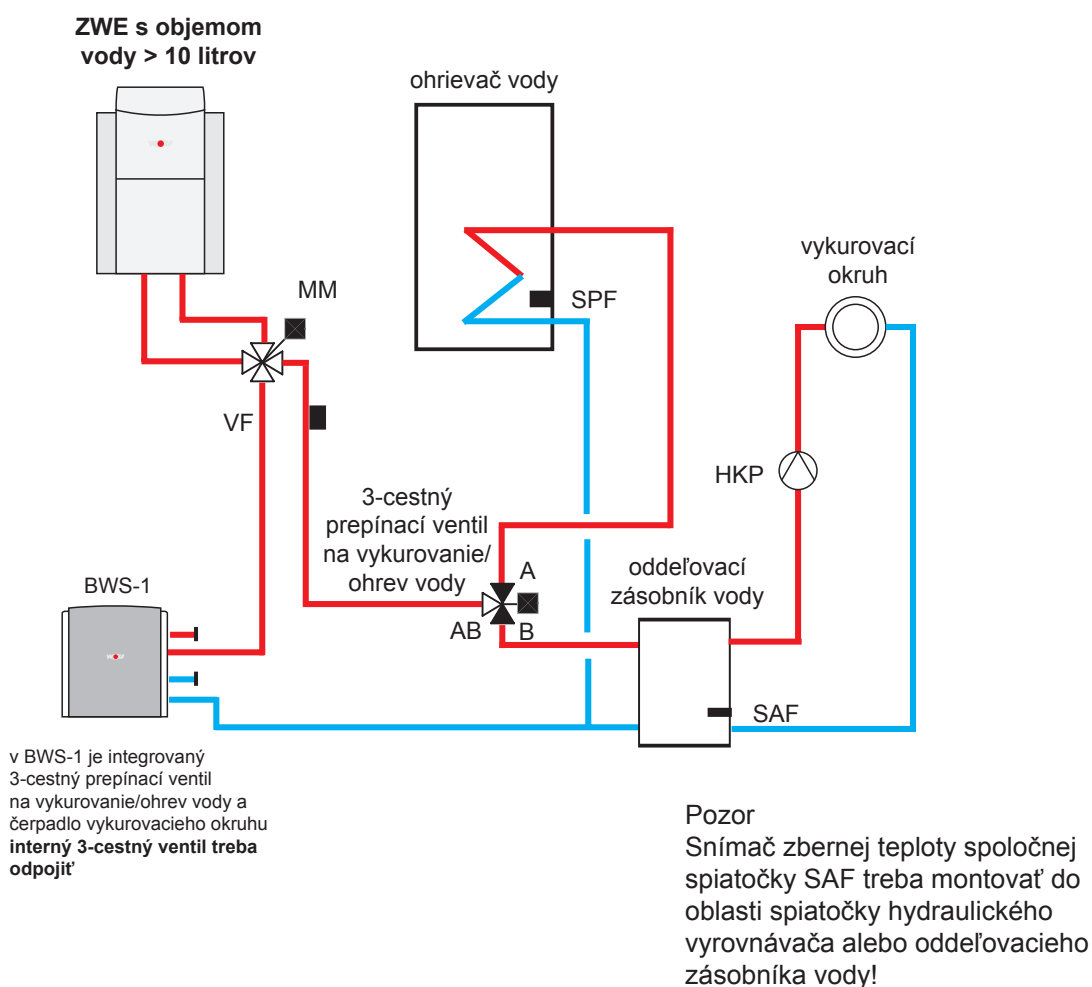 ZWE s objemom
vody > 10 litrov
ohrievač vody
vykurovací
okruh
MM
SPF
VF
HKP
3-cestný
prepínací ventil
na vykurovanie/
ohrev vody
A
AB
B
oddeľovací
zásobník vody
BWS-1
SAF
v BWS-1 je integrovaný
3-cestný prepínací ventil
na vykurovanie/ohrev vody a
čerpadlo vykurovacieho okruhu
interný 3-cestný ventil treba
odpojiť
Pozor
Snímač zbernej teploty spoločnej
spiatočky SAF treba montovať do
oblasti spiatočky hydraulického
vyrovnávača alebo oddeľovacieho
zásobníka vody!